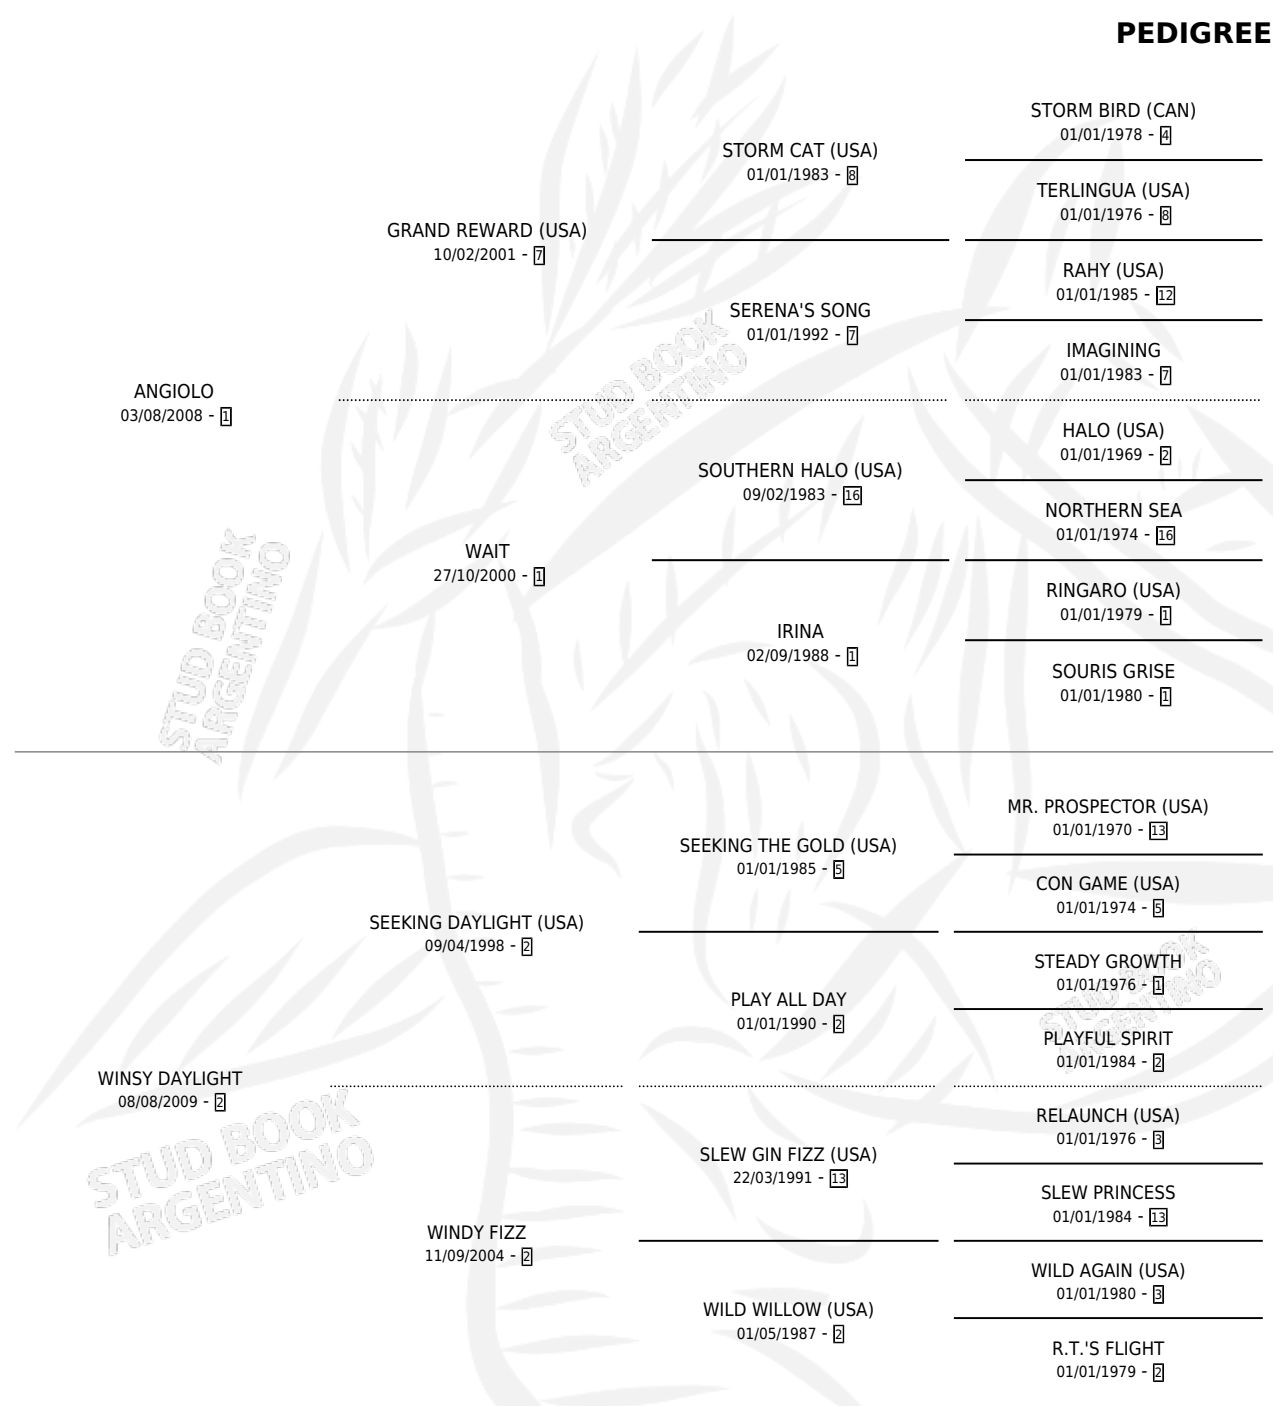 PEDIGREE
STORM BIRD (CAN)
01/01/1978 - 4
STORM CAT (USA)
01/01/1983 - 8
TERLINGUA (USA)
01/01/1976 - 8
GRAND REWARD (USA)
10/02/2001 - 7
RAHY (USA)
01/01/1985 - 12
SERENA'S SONG
01/01/1992 - 7
IMAGINING
01/01/1983 - 7
ANGIOLO
03/08/2008 - 1
HALO (USA)
01/01/1969 - 2
SOUTHERN HALO (USA)
09/02/1983 - 16
NORTHERN SEA
01/01/1974 - 16
WAIT
27/10/2000 - 1
RINGARO (USA)
01/01/1979 - 1
IRINA
02/09/1988 - 1
SOURIS GRISE
01/01/1980 - 1
STUD BOOK
ARGENTINO
STUD BOOK
ARGENTINO
MR. PROSPECTOR (USA)
01/01/1970 - 13
SEEKING THE GOLD (USA)
01/01/1985 - 5
CON GAME (USA)
01/01/1974 - 5
SEEKING DAYLIGHT (USA)
09/04/1998 - 2
STEADY GROWTH
01/01/1976 - 1
PLAY ALL DAY
01/01/1990 - 2
PLAYFUL SPIRIT
01/01/1984 - 2
WINSY DAYLIGHT
08/08/2009 - 2
RELAUNCH (USA)
01/01/1976 - 3
SLEW GIN FIZZ (USA)
22/03/1991 - 13
SLEW PRINCESS
01/01/1984 - 13
WINDY FIZZ
11/09/2004 - 2
WILD AGAIN (USA)
01/01/1980 - 3
WILD WILLOW (USA)
01/05/1987 - 2
R.T.'S FLIGHT
01/01/1979 - 2
STUD BOOK
ARGENTINO
STUD BOOK
ARGENTINO